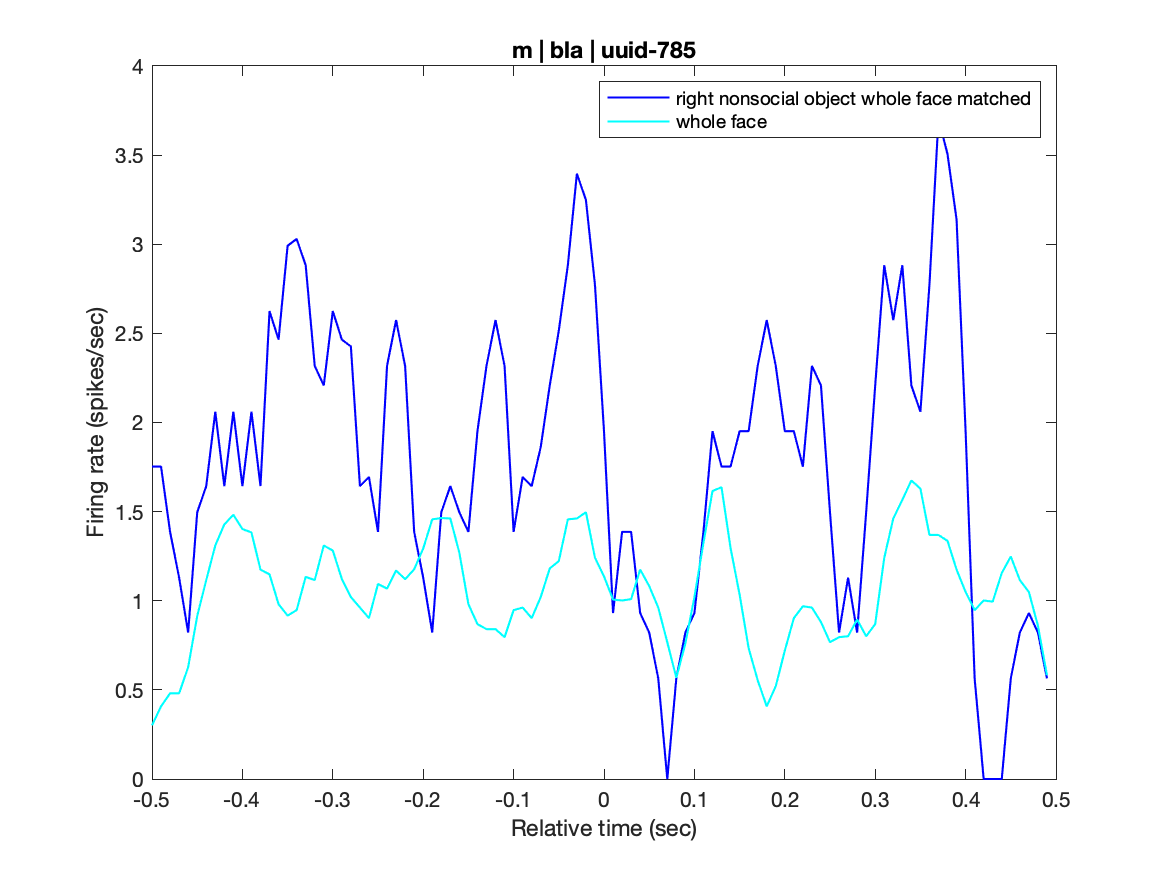 m | bla | uuid-785
right nonsocial object whole face matched
whole face
4
3.5
3
2.5
2
1.5
1
0.5
0
Firing rate (spikes/sec)
-0.5 -0.4 -0.3 -0.2 -0.1 0 0.1 0.2 0.3 0.4 0.5
Relative time (sec)